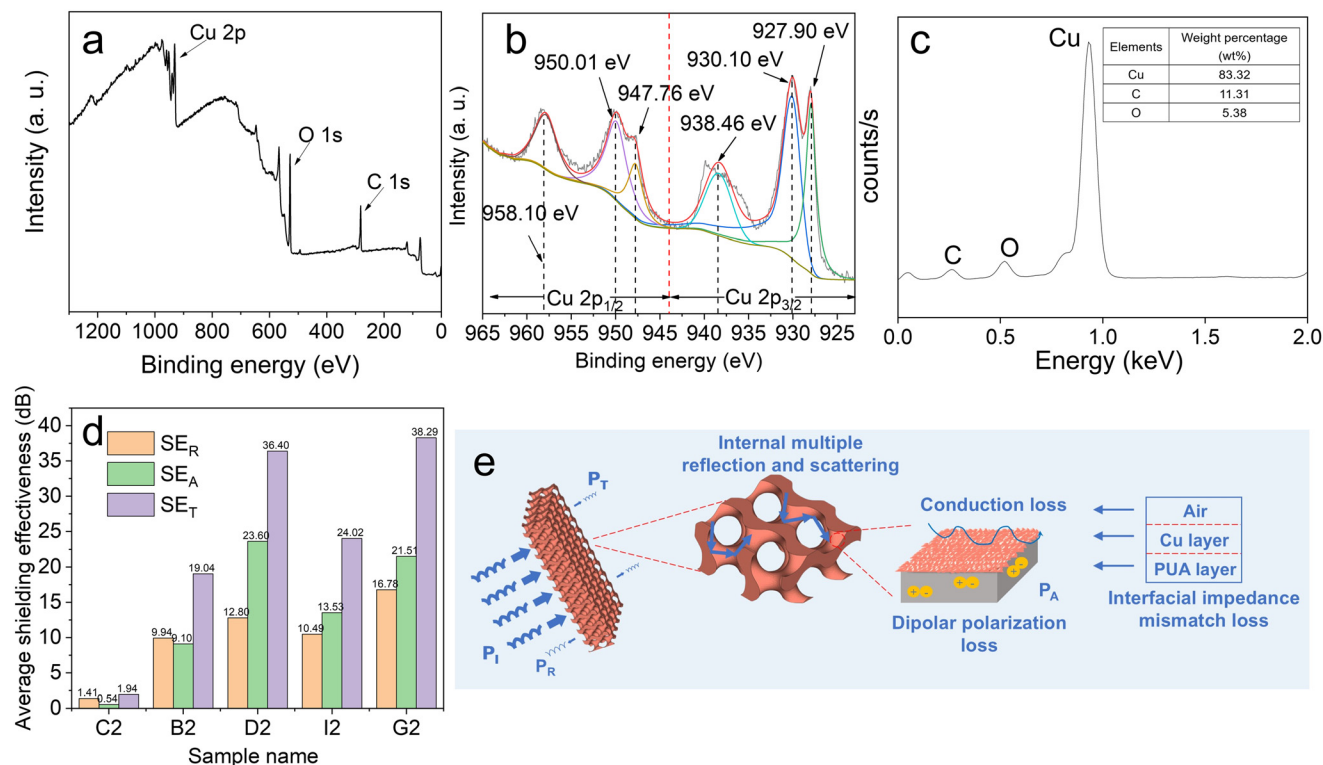 a
Cu 2p
O 1s
C 1s
Intensity (a. u.)
1200 1000 800 600 400 200 0
Binding energy (eV)
b
927.90 eV
930.10 eV
950.01 eV
947.76 eV
938.46 eV
958.10 eV
Cu 2p1/2
Cu 2p3/2
Intensity (a. u.)
965 960 955 950 945 940 935 930 925
Binding energy (eV)
c
Cu
C
O
Elements Weight percentage (wt%)
Cu 83.32
C 11.31
O 5.38
counts/s
0.0 0.5 1.0 1.5 2.0
Energy (keV)
d
SER
SEA
SET
Average shielding effectiveness (dB)
40
35
30
25
20
15
10
5
0
1.41 0.54 1.94
9.94 9.10 19.04
12.80 23.60 36.40
10.49 13.53 24.02
16.78 21.51 38.29
C2 B2 D2 I2 G2
Sample name
e
Internal multiple
reflection and scattering
PT
PI
PR
Conduction loss
PA
Dipolar polarization
loss
Air
Cu layer
PUA layer
Interfacial impedance
mismatch loss
+ -
+ -
+ -